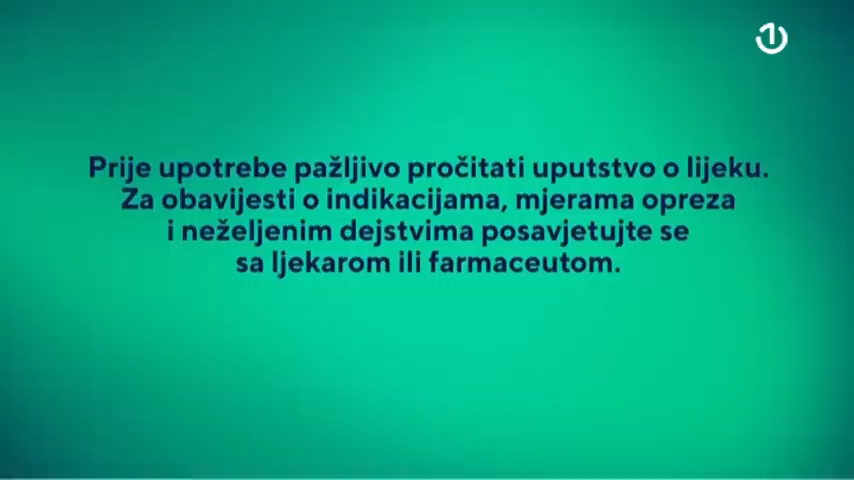 Prije upotrebe pažljivo pročitati uputstvo o lijeku.
Za obavijesti o indikacijama, mjerama opreza
i neželjenim dejstvima posavjetujte se
sa ljekarom ili farmaceutom.
1